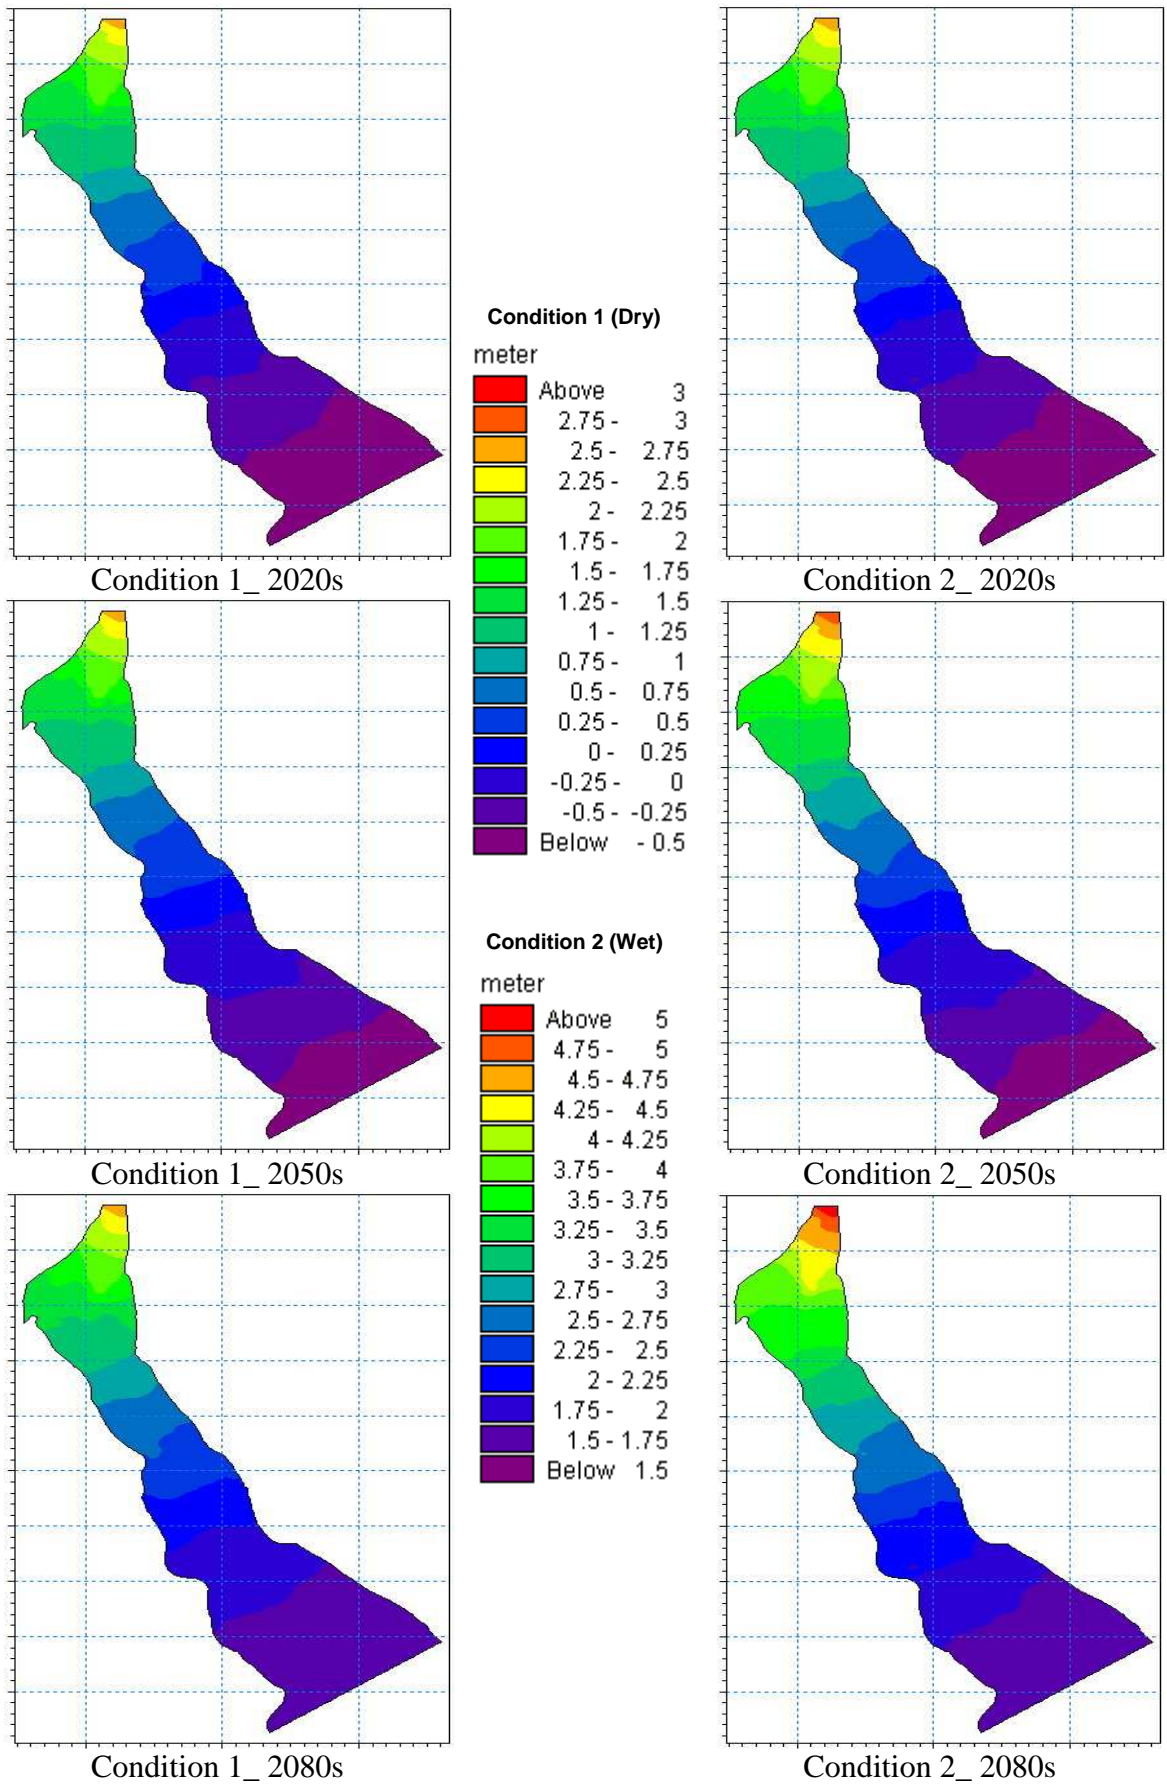 Condition 1 (Dry)
meter
Above 3
2.75 - 3
2.5 - 2.75
2.25 - 2.5
2 - 2.25
1.75 - 2
1.5 - 1.75
1.25 - 1.5
1 - 1.25
0.75 - 1
0.5 - 0.75
0.25 - 0.5
0 - 0.25
-0.25 - 0
-0.5 - -0.25
Below - 0.5
Condition 1_ 2020s
Condition 2_ 2020s
Condition 2 (Wet)
meter
Above 5
4.75 - 5
4.5 - 4.75
4.25 - 4.5
4 - 4.25
3.75 - 4
3.5 - 3.75
3.25 - 3.5
3 - 3.25
2.75 - 3
2.5 - 2.75
2.25 - 2.5
2 - 2.25
1.75 - 2
1.5 - 1.75
Below 1.5
Condition 1_ 2050s
Condition 2_ 2050s
Condition 1_ 2080s
Condition 2_ 2080s